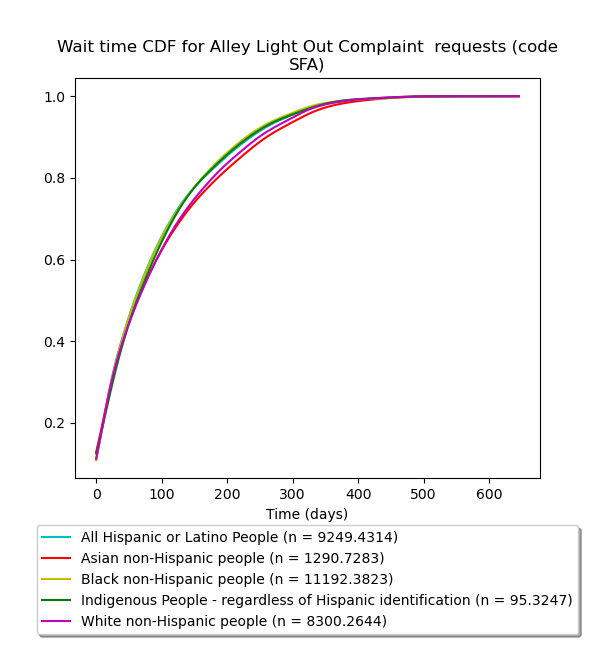 Wait time CDF for Alley Light Out Complaint  requests (code
SFA)
1.0
0.8
0.6
0.4
0.2
0 100 200 300 400 500 600
Time (days)
All Hispanic or Latino People (n = 9249.4314)
Asian non-Hispanic people (n = 1290.7283)
Black non-Hispanic people (n = 11192.3823)
Indigenous People - regardless of Hispanic identification (n = 95.3247)
White non-Hispanic people (n = 8300.2644)